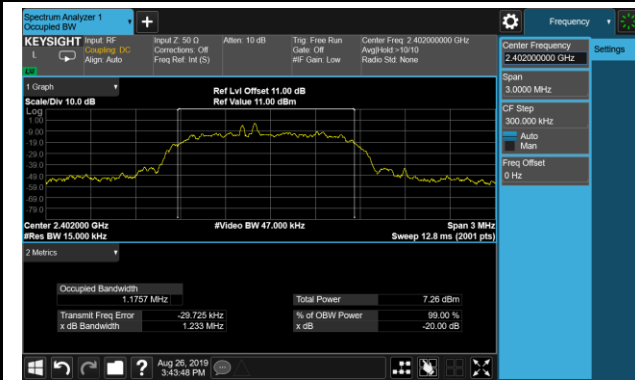 Spectrum Analyzer 1
Occupied BW
+
Frequency
KEYSIGHT
L
Input: RF
Coupling: DC
Align: Auto
Input Z: 50 Ω
Corrections: Off
Freq Ref: Int (S)
Atten: 10 dB
Trig: Free Run
Gate: Off
#IF Gain: Low
Center Freq: 2.402000000 GHz
Avg|Hold:>10/10
Radio Std: None
Center Frequency
2.402000000 GHz
Settings
Span
3.0000 MHz
CF Step
300.000 kHz
Auto
Man
Freq Offset
0 Hz
1 Graph
Scale/Div 10.0 dB
Ref Lvl Offset 11.00 dB
Ref Value 11.00 dBm
Log
1.00
-9.00
-19.0
-29.0
-39.0
-49.0
-59.0
-69.0
-79.0
Center 2.402000 GHz
#Video BW 47.000 kHz
Span 3 MHz
#Res BW 15.000 kHz
Sweep 12.8 ms (2001 pts)
2 Metrics
Occupied Bandwidth
1.1757 MHz
Total Power 7.26 dBm
Transmit Freq Error -29.725 kHz
% of OBW Power 99.00 %
x dB Bandwidth 1.233 MHz
x dB -20.00 dB
?
Aug 26, 2019
3:43:48 PM